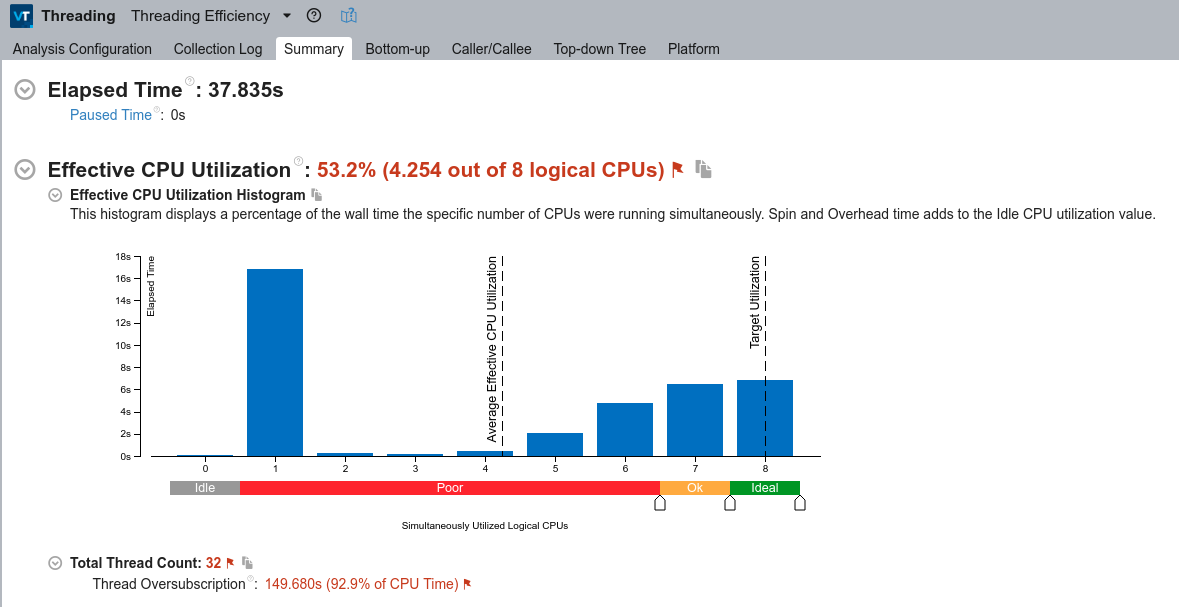 VT Threading Threading Efficiency
Analysis Configuration Collection Log Summary Bottom-up Caller/Callee Top-down Tree Platform
Elapsed Time : 37.835s
Paused Time : 0s
Effective CPU Utilization : 53.2% (4.254 out of 8 logical CPUs)
Effective CPU Utilization Histogram
This histogram displays a percentage of the wall time the specific number of CPUs were running simultaneously. Spin and Overhead time adds to the Idle CPU utilization value.
18s
16s
14s
12s
10s
8s
6s
4s
2s
0s
Elapsed Time
Average Effective CPU Utilization
Target Utilization
0 1 2 3 4 5 6 7 8
Idle Poor Ok Ideal
Simultaneously Utilized Logical CPUs
Total Thread Count: 32
Thread Oversubscription : 149.680s (92.9% of CPU Time)